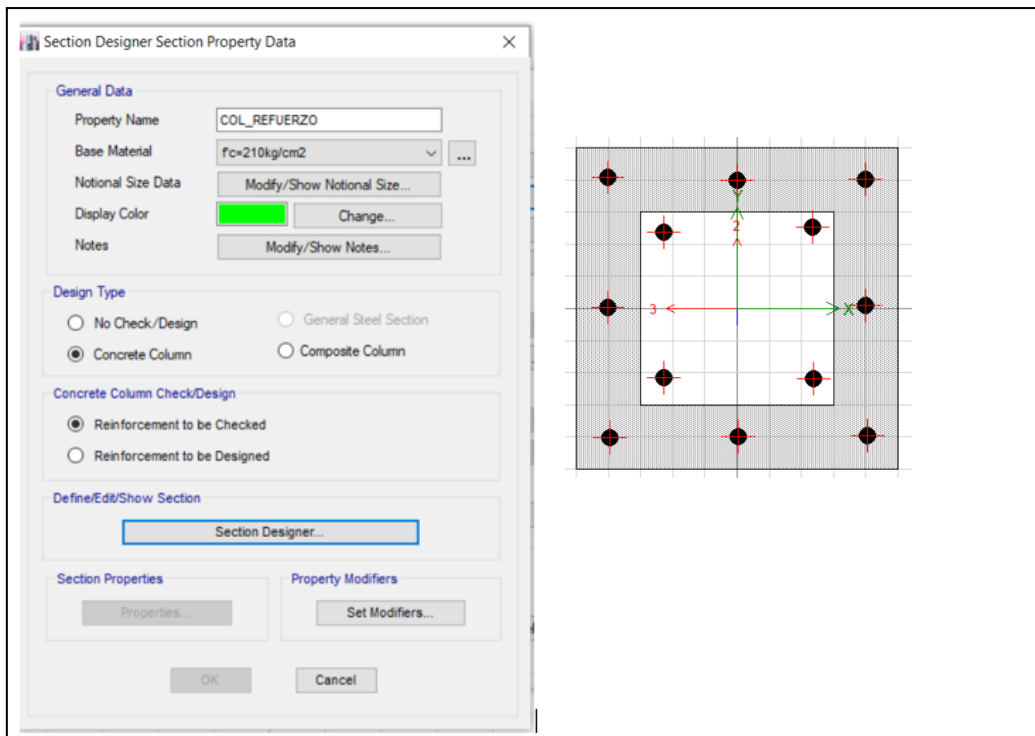 Section Designer Section Property Data
General Data
Property Name
COL_REFUERZO
Base Material
f'c=210kg/cm2
...
Notional Size Data
Modify/Show Notional Size...
Display Color
Change...
Notes
Modify/Show Notes...
Design Type
No Check/Design
General Steel Section
Concrete Column
Composite Column
Concrete Column Check/Design
Reinforcement to be Checked
Reinforcement to be Designed
Define/Edit/Show Section
Section Designer...
Section Properties
Property Modifiers
Properties...
Set Modifiers...
OK
Cancel
Y
2
3
X